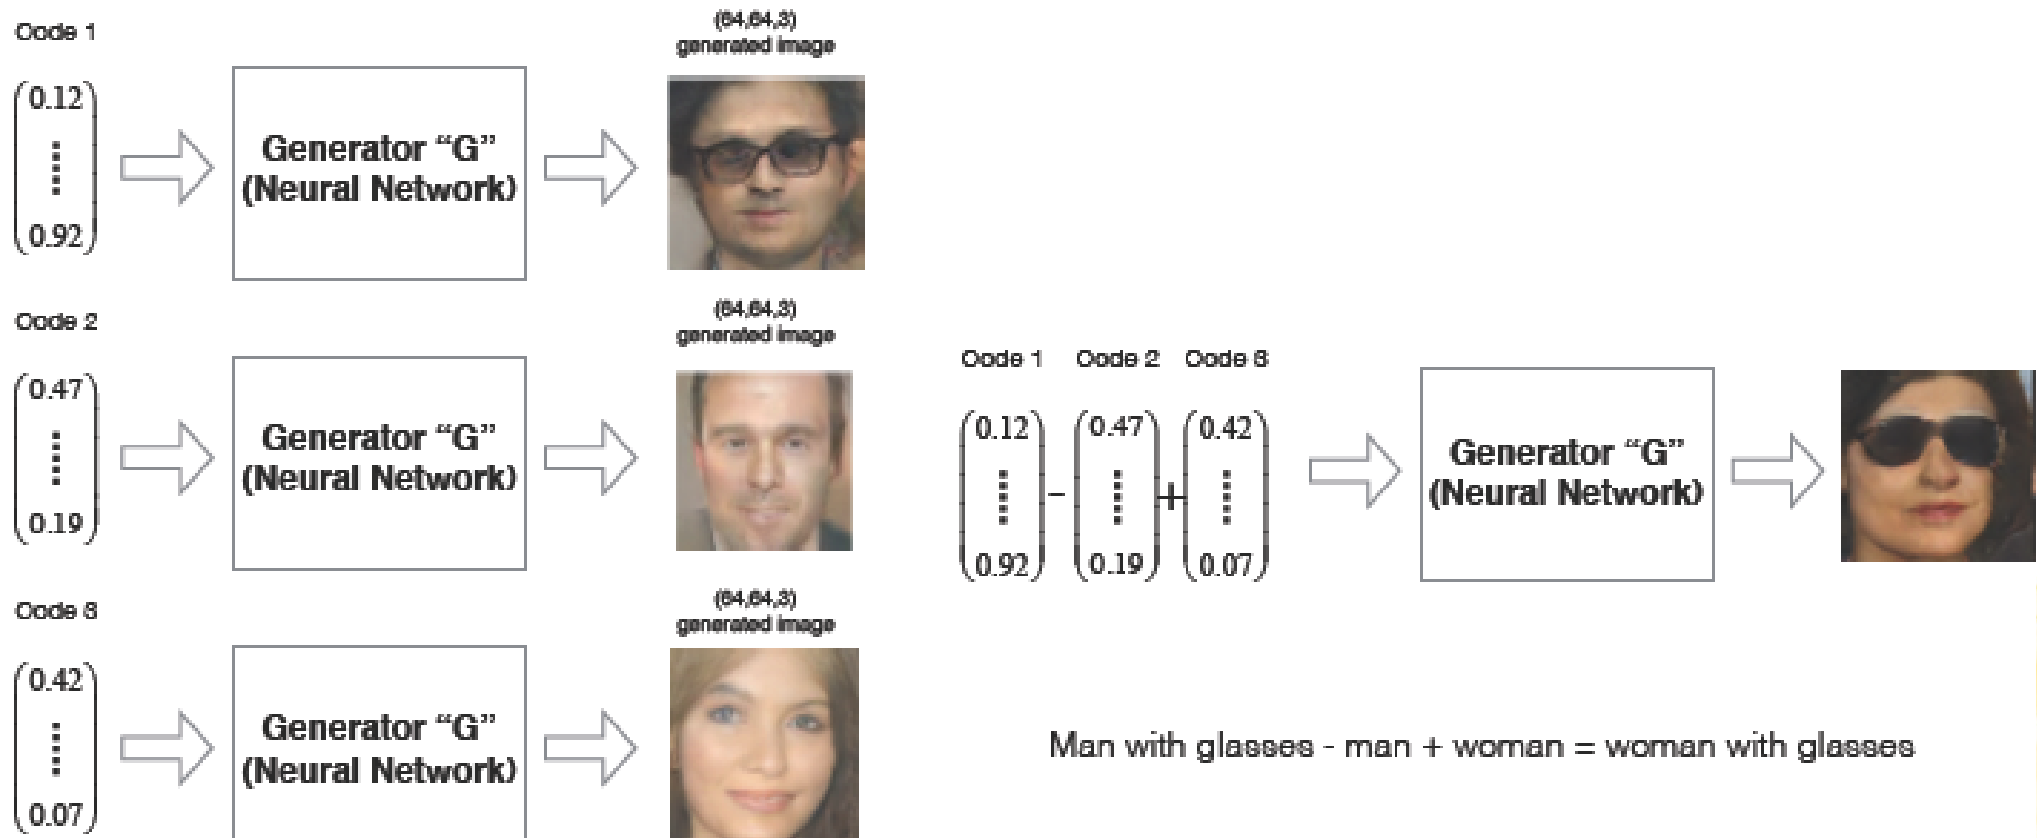 Code 1
(64,64,3)
generated image
0.12
0.92
Generator “G”
(Neural Network)
Code 2
(64,64,3)
generated image
0.47
0.19
Generator “G”
(Neural Network)
Code 1 Code 2 Code 3
0.12 0.47 0.42
- +
0.92 0.19 0.07
Generator “G”
(Neural Network)
Code 3
(64,64,3)
generated image
0.42
0.07
Generator “G”
(Neural Network)
Man with glasses - man + woman = woman with glasses